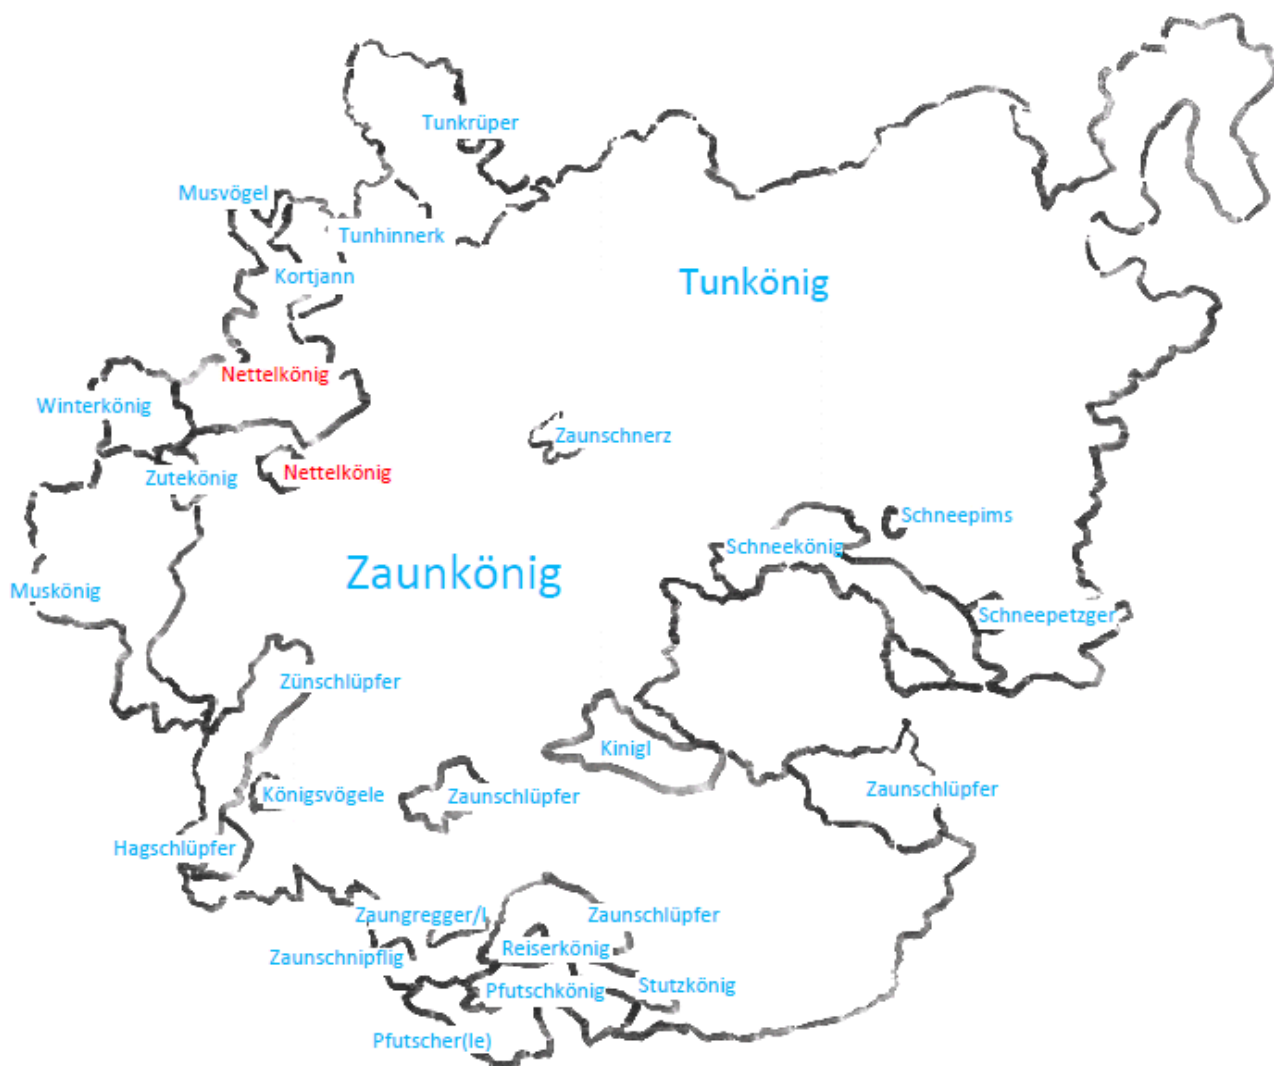 Tunkrüper
Musvögel
Tunhinnerk
Kortjann
Tunkönig
Nettelkönig
Winterkönig
Zaunschnerz
Zutekönig
Nettelkönig
Schneepims
Schneekönig
Zaunkönig
Muskönig
Schneepetzger
Zünschlüpfer
Kinigl
Königsvögele
Zaunschlüpfer
Zaunschlüpfer
Hagschlüpfer
Zaungregger/l
Zaunschlüpfer
Zaunschnipflig
Reiserkönig
Pfutschkönig
Stutzkönig
Pfutscher(le)